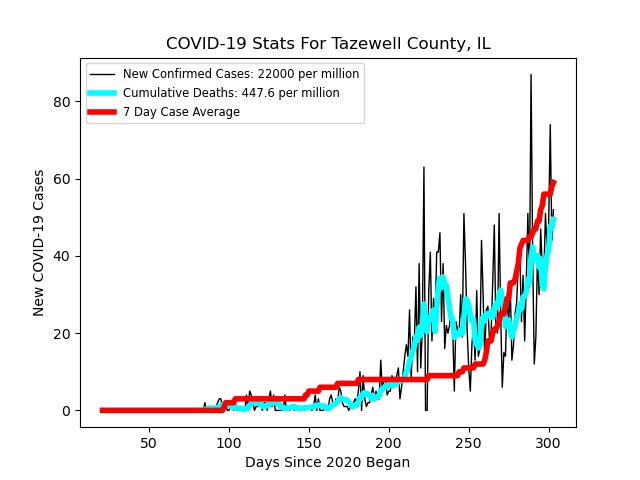 COVID-19 Stats For Tazewell County, IL
New Confirmed Cases: 22000 per million
Cumulative Deaths: 447.6 per million
7 Day Case Average
New COVID-19 Cases
80
60
40
20
0
50 100 150 200 250 300
Days Since 2020 Began